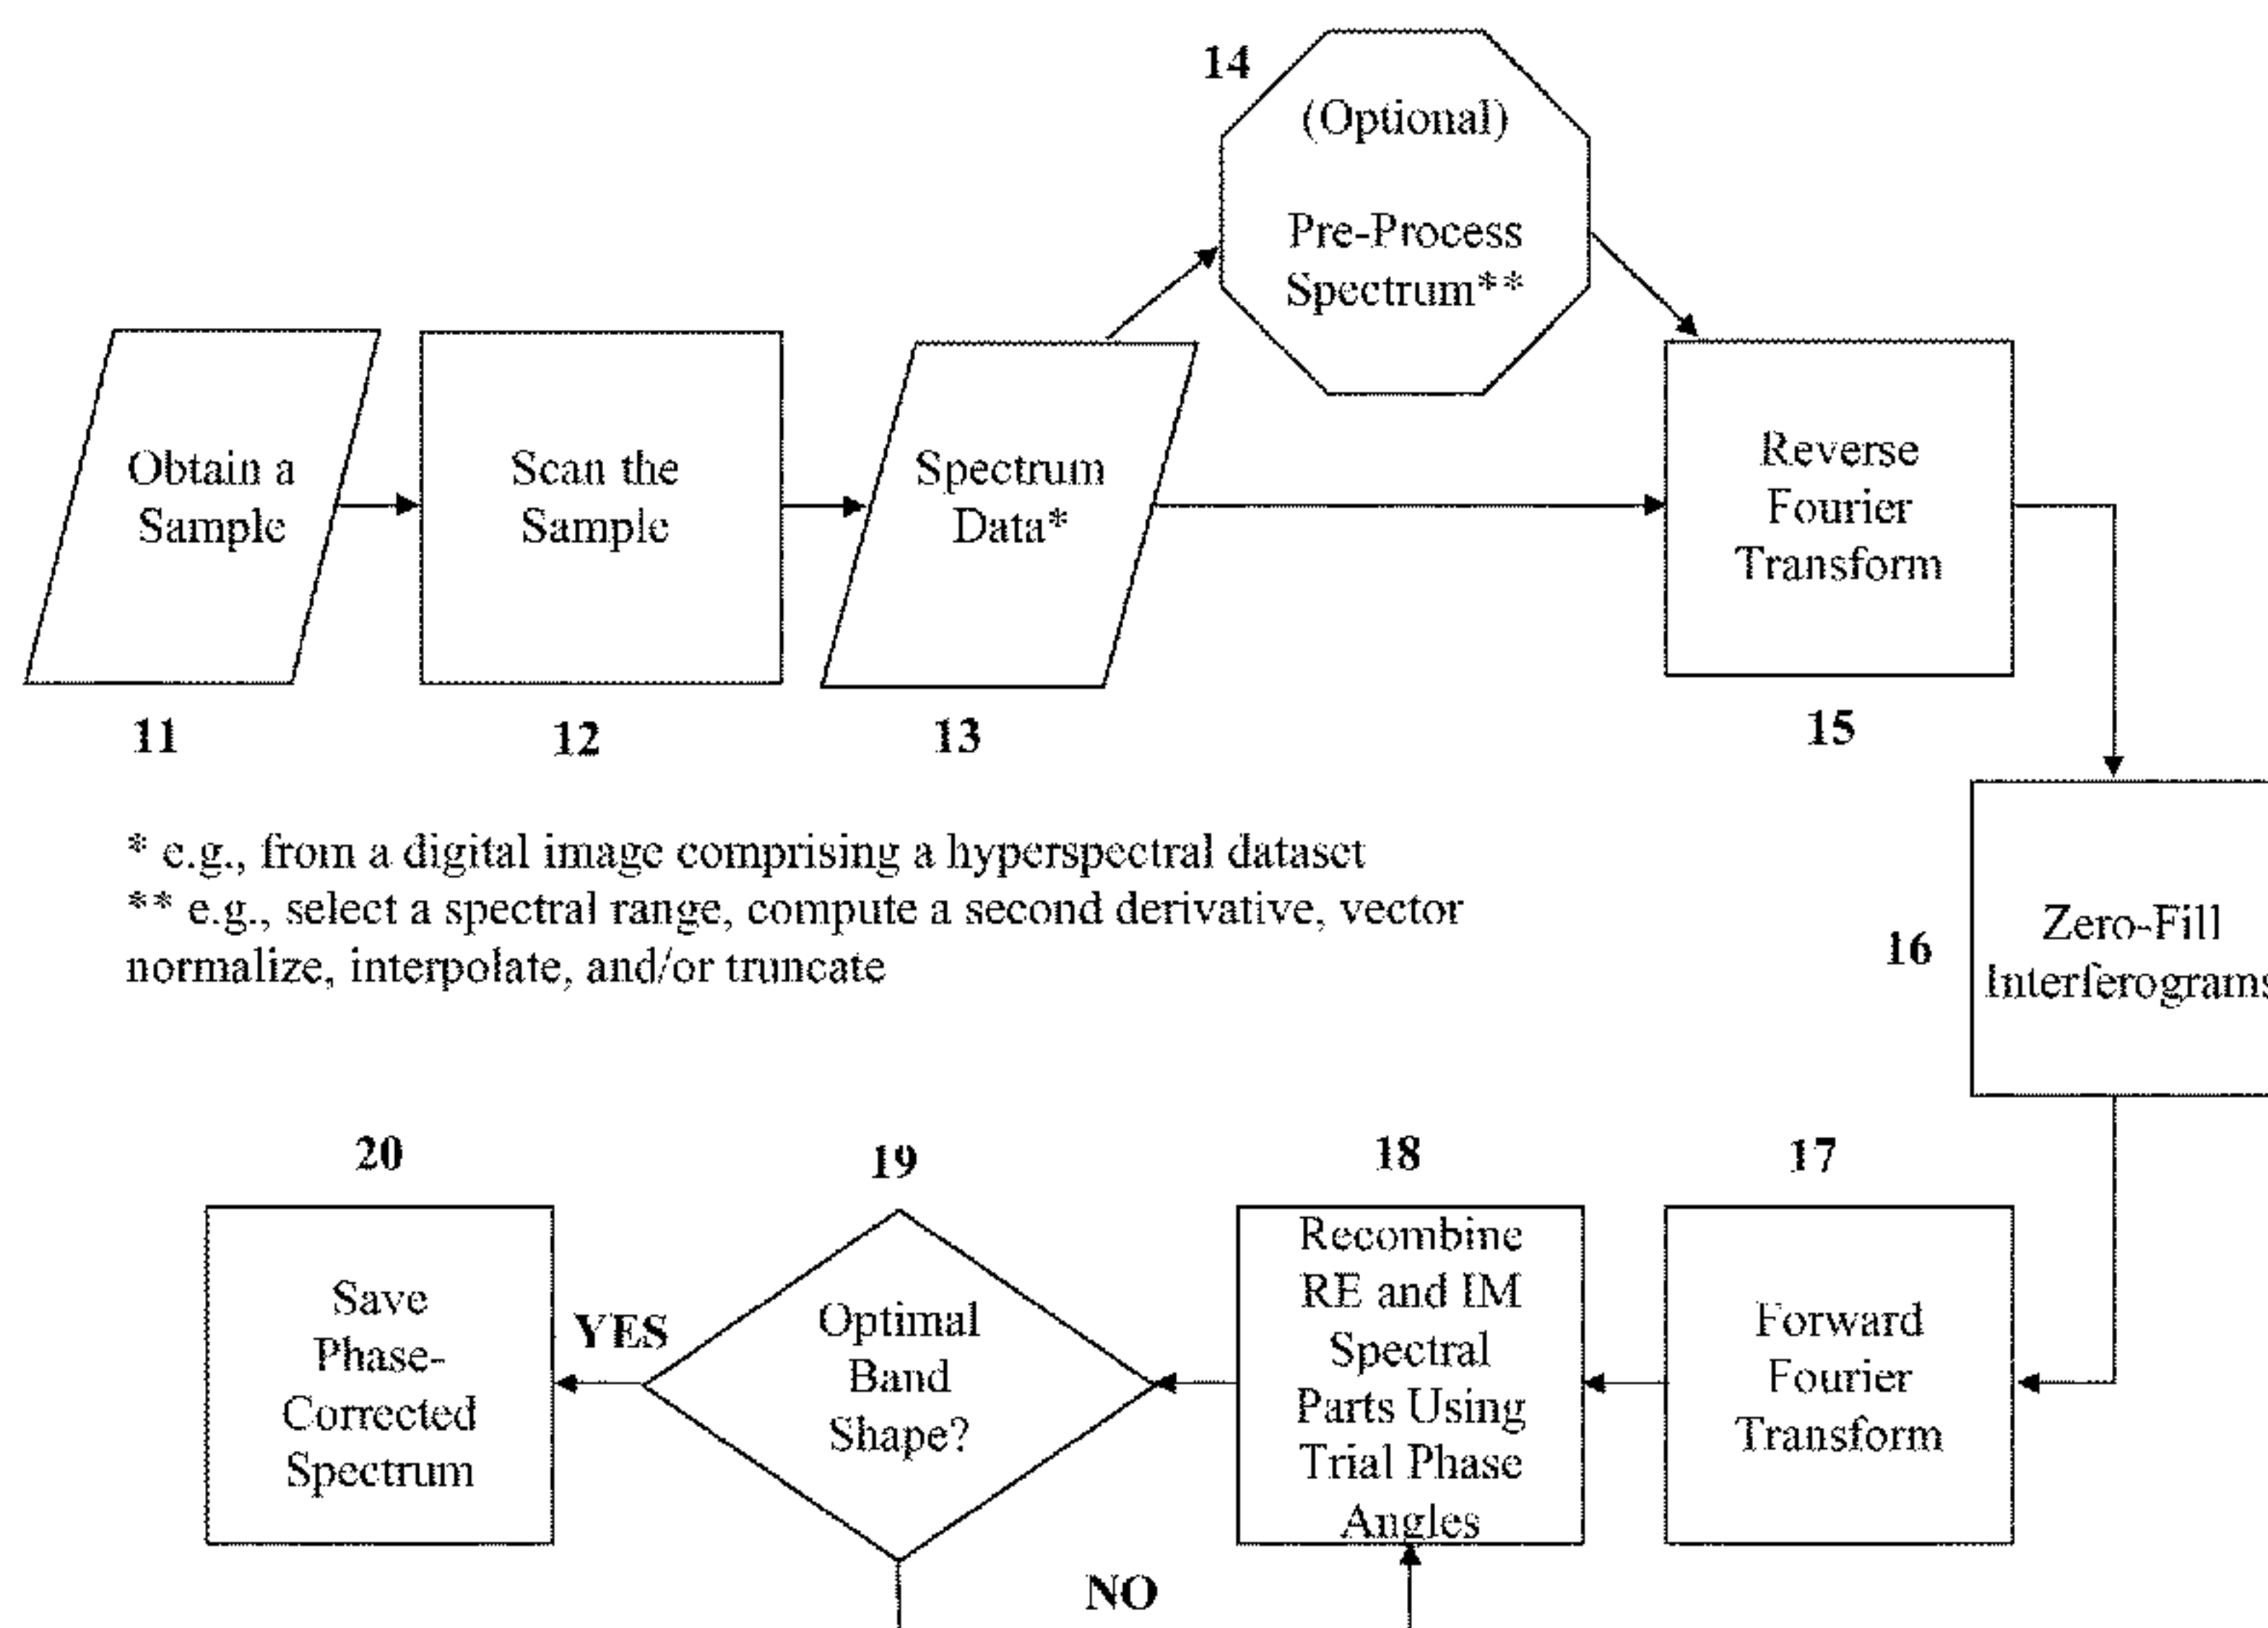 14
(Optional)
Pre-Process
Spectrum**
Obtain a
Sample
Scan the
Sample
Spectrum
Data*
Reverse
Fourier
Transform
11
12
13
15
* e.g., from a digital image comprising a hyperspectral dataset
** e.g., select a spectral range, compute a second derivative, vector
normalize, interpolate, and/or truncate
16
Zero-Fill
Interferograms
20
19
18
17
Save
Phase-
Corrected
Spectrum
YES
Optimal
Band
Shape?
Recombine
RE and IM
Spectral
Parts Using
Trial Phase
Angles
Forward
Fourier
Transform
NO